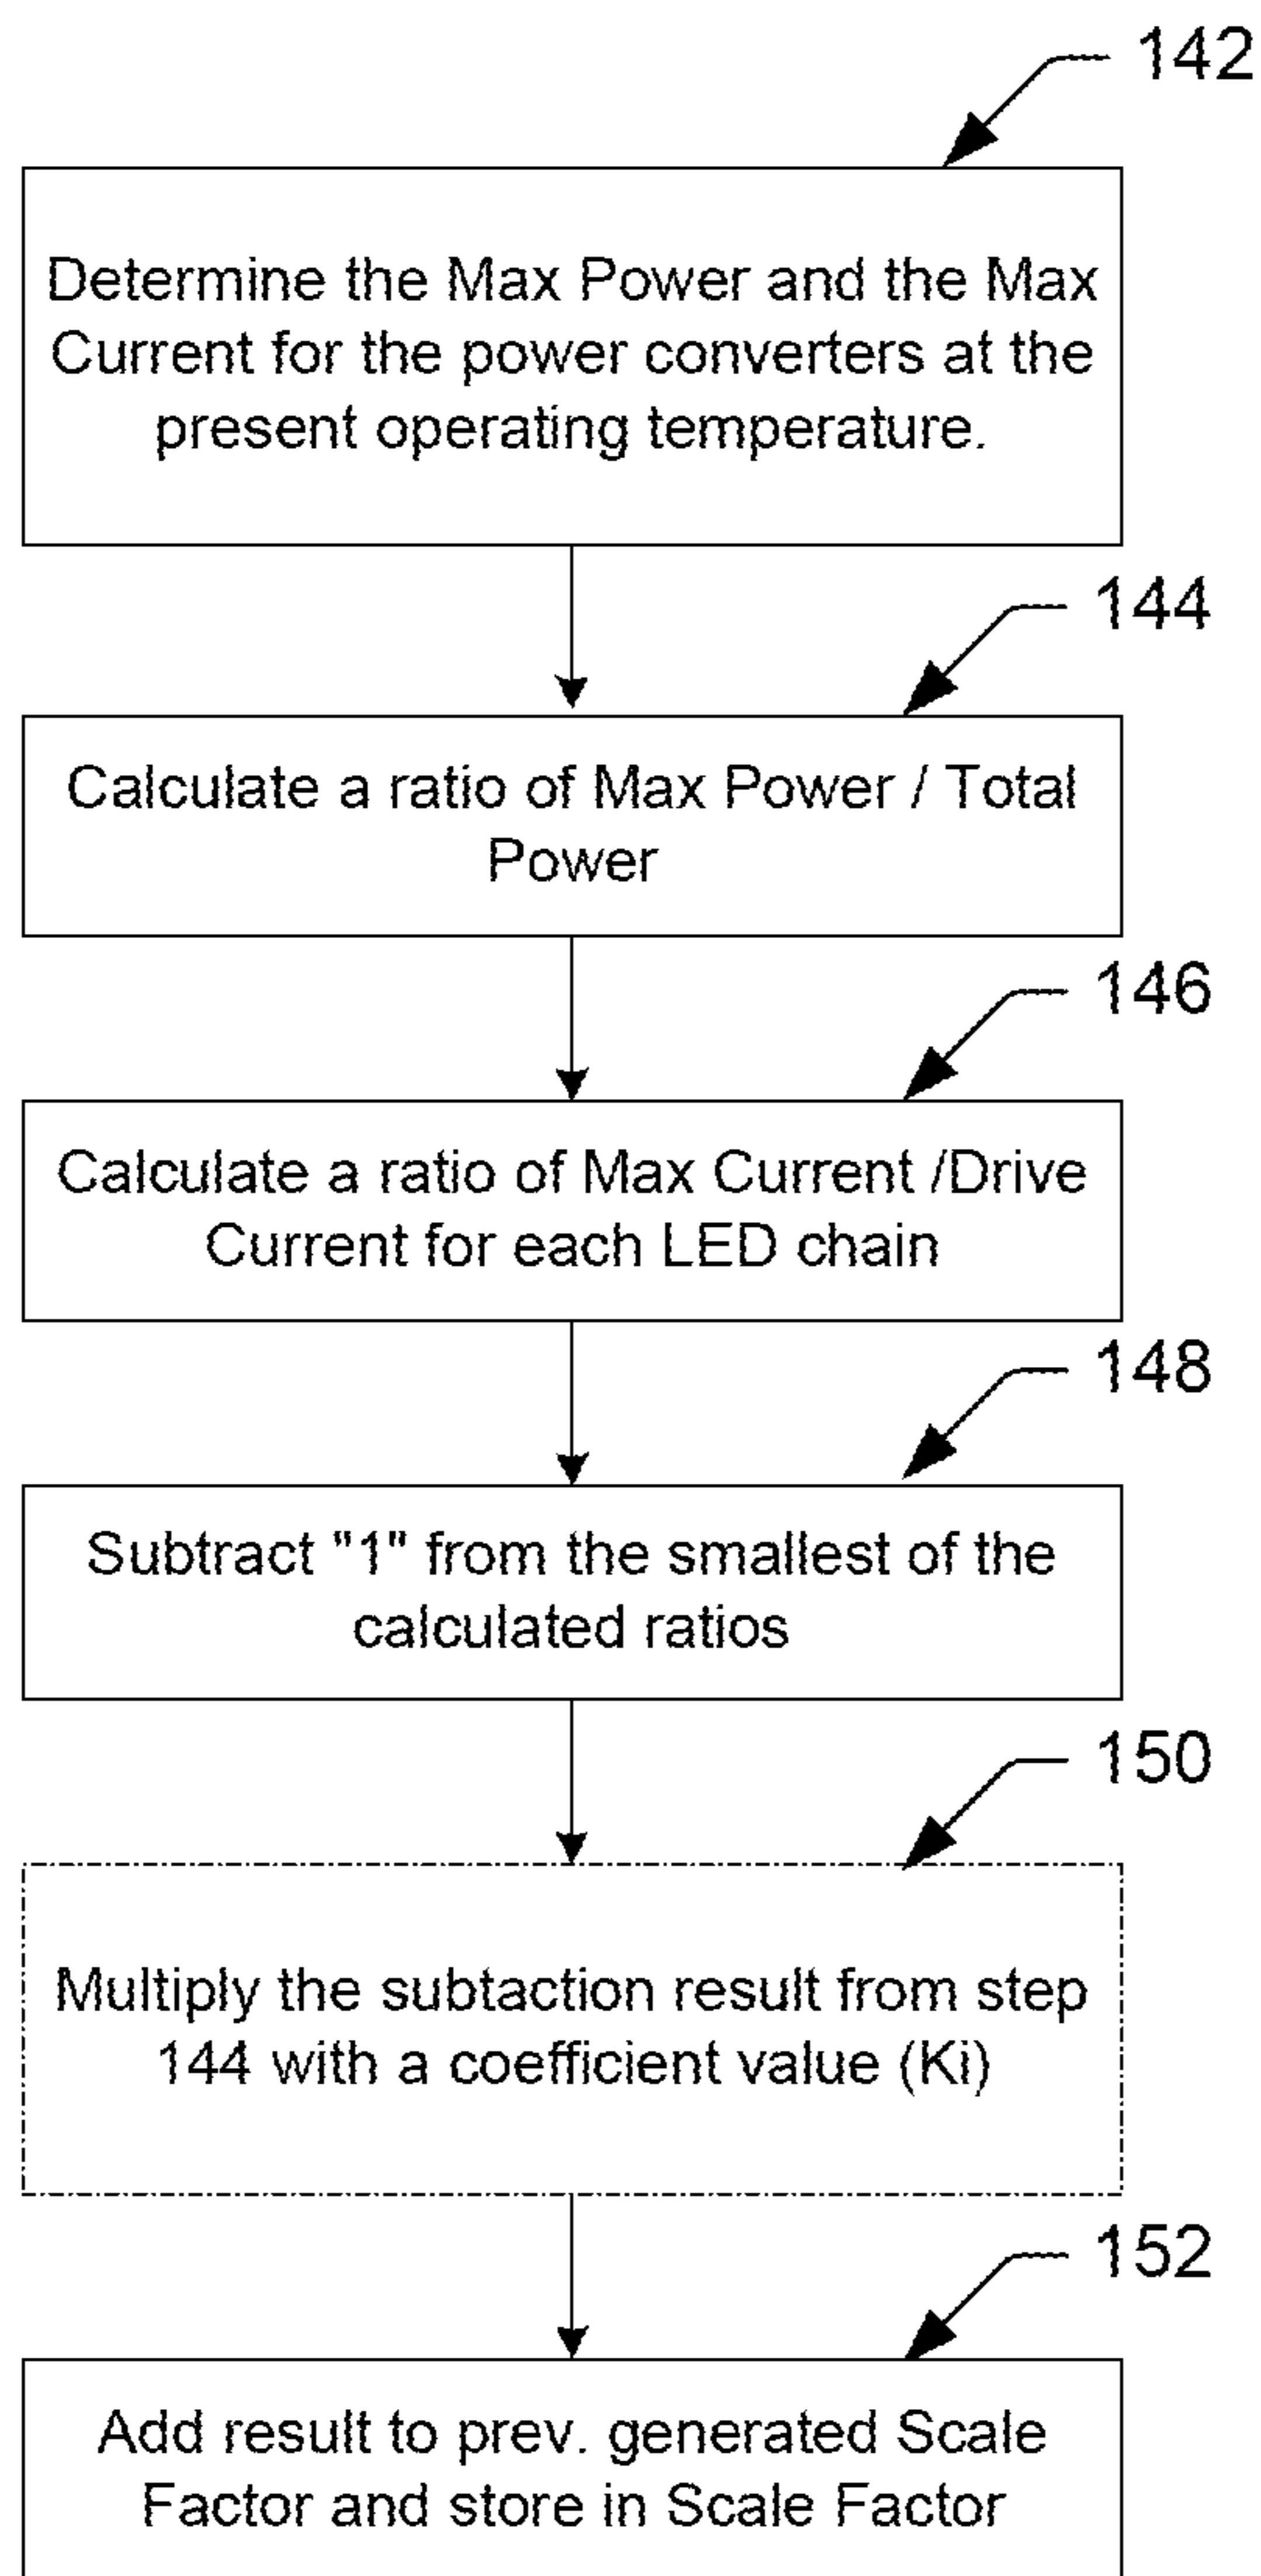 142
Determine the Max Power and the Max
Current for the power converters at the
present operating temperature.
144
Calculate a ratio of Max Power / Total
Power
146
Calculate a ratio of Max Current /Drive
Current for each LED chain
148
Subtract "1" from the smallest of the
calculated ratios
150
Multiply the subtaction result from step
144 with a coefficient value (Ki)
152
Add result to prev. generated Scale
Factor and store in Scale Factor